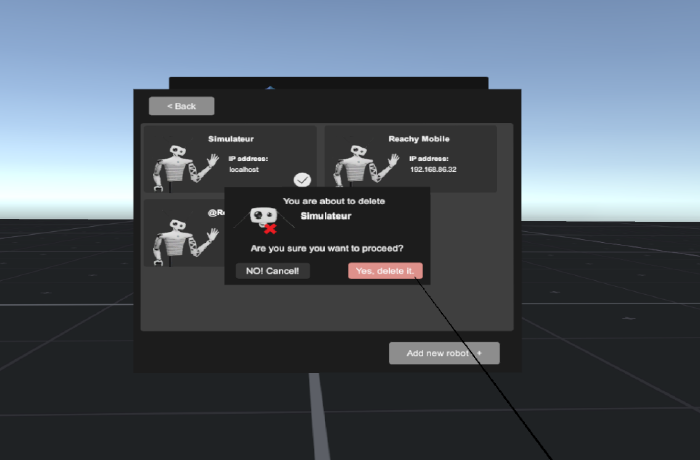 < Back
Simulateur
IP address:
localhost
Reachy Mobile
IP address:
192.168.86.32
You are about to delete
Simulateur
Are you sure you want to proceed?
NO! Cancel!
Yes, delete it.
Add new robot +